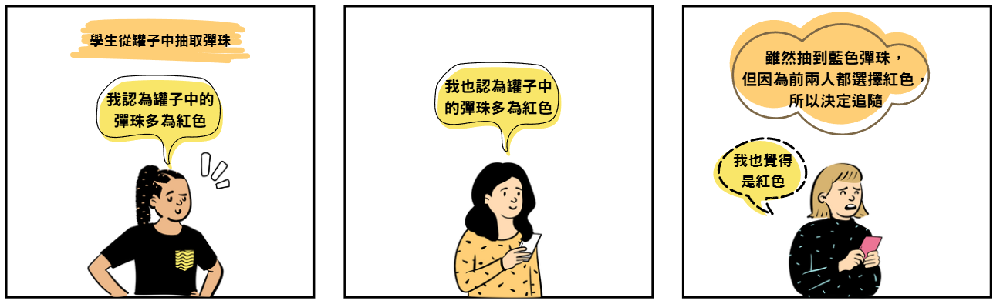 學生從罐子中抽取彈珠
我認為罐子中的
彈珠多為紅色
我也認為罐子中
的彈珠多為紅色
雖然抽到藍色彈珠，
但因為前兩人都選擇紅色，
所以決定追隨
我也覺得
是紅色